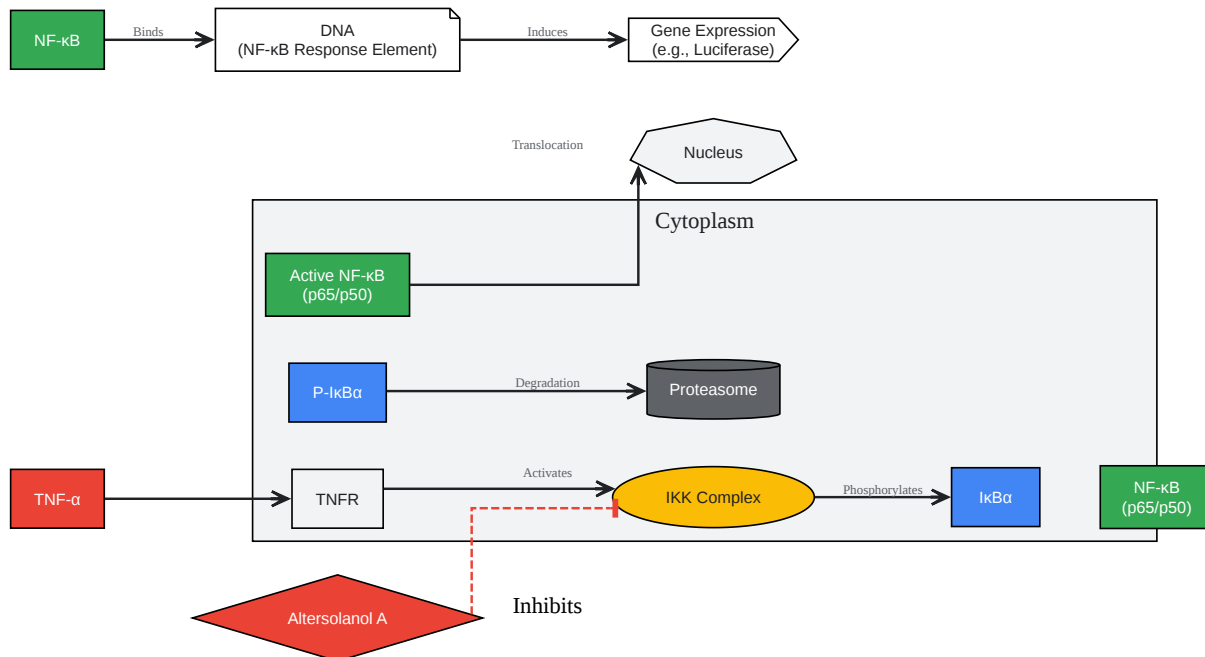 NF-κB
Binds
DNA
(NF-κB Response Element)
Induces
Gene Expression
(e.g., Luciferase)
Translocation
Nucleus
Cytoplasm
Active NF-κB
(p65/p50)
P-IκBα
Degradation
Proteasome
TNF-α
TNFR
Activates
IKK Complex
Phosphorylates
IκBα
NF-κB
(p65/p50)
Altersolanol A
Inhibits